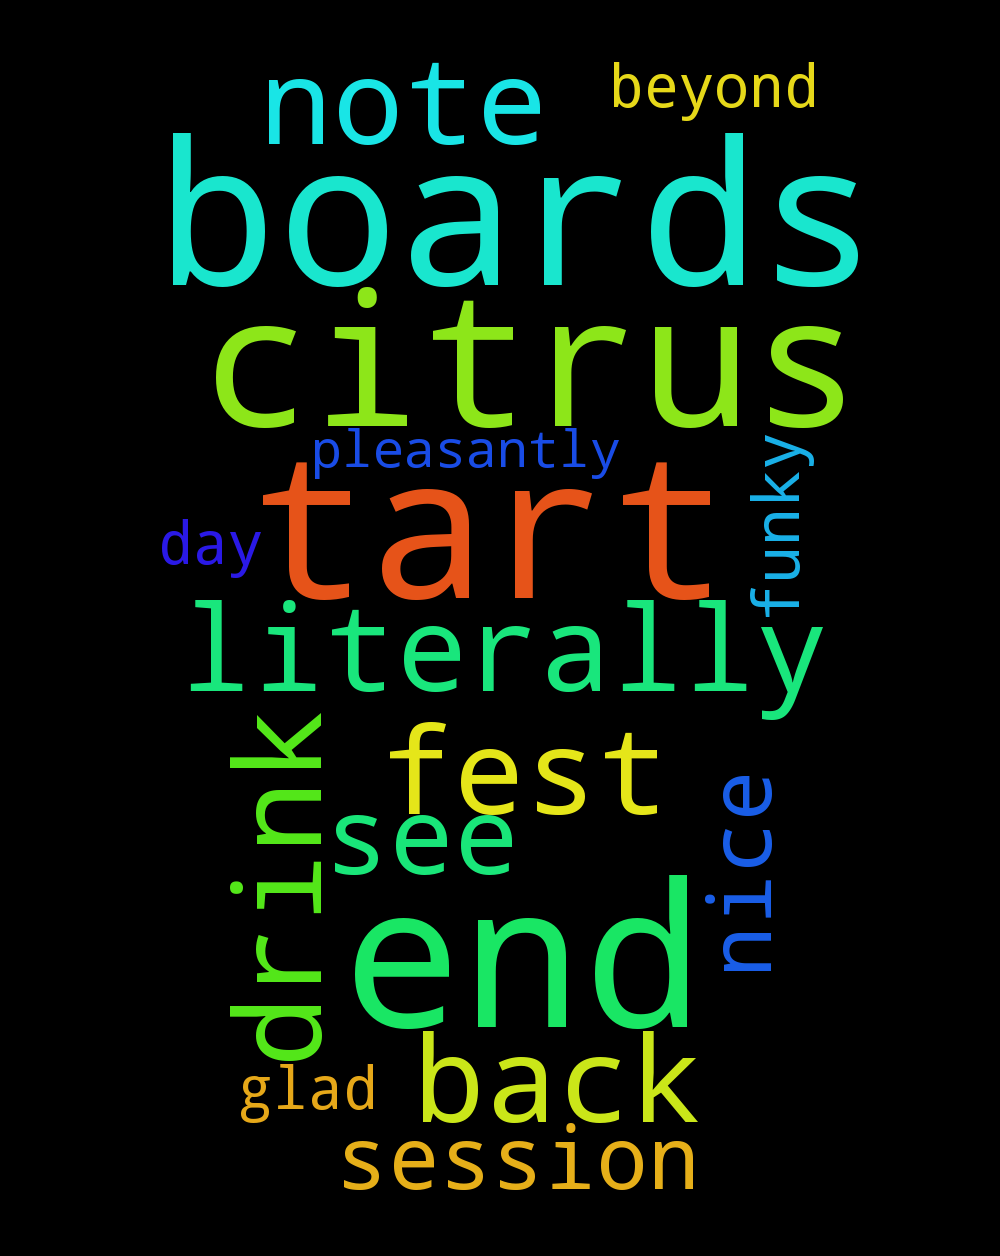 note beyond
boards
citrus
pleasantly
funky
tart
day
literally
fest
drink
see
nice
end
back
glad
session